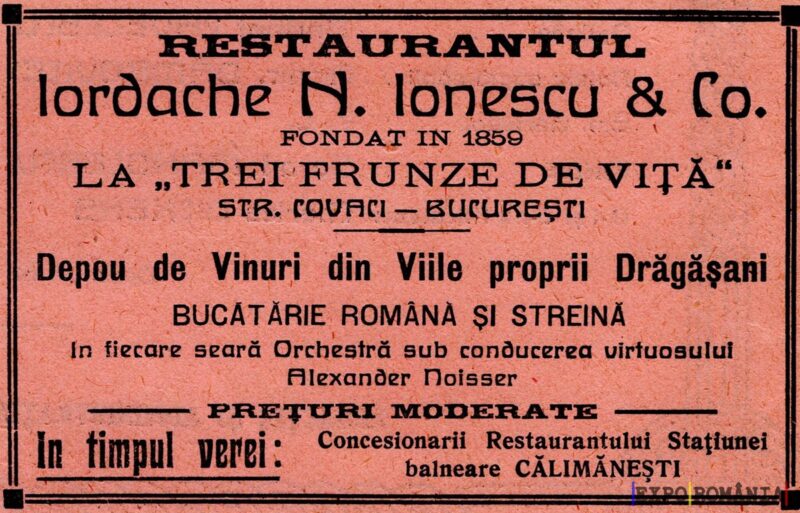 RESTAURANTUL
Iordache N. Ionescu & Co.
FONDAT IN 1859
LA „TREI FRUNZE DE VIŢĂ“
STR. COVACI — BUCUREŞTI
Depou de Vinuri din Viile proprii Drăgăşani
BUCĂTĂRIE ROMÂNĂ ŞI STREINĂ
In fiecare seară Orchestră sub conducerea virtuosului
Alexander Noisser
PREŢURI MODERATE
In timpul verei:
Concesionarii Restaurantului Staţiunei
balneare CĂLIMĂNEŞTI
EXPO ROMÂNIA